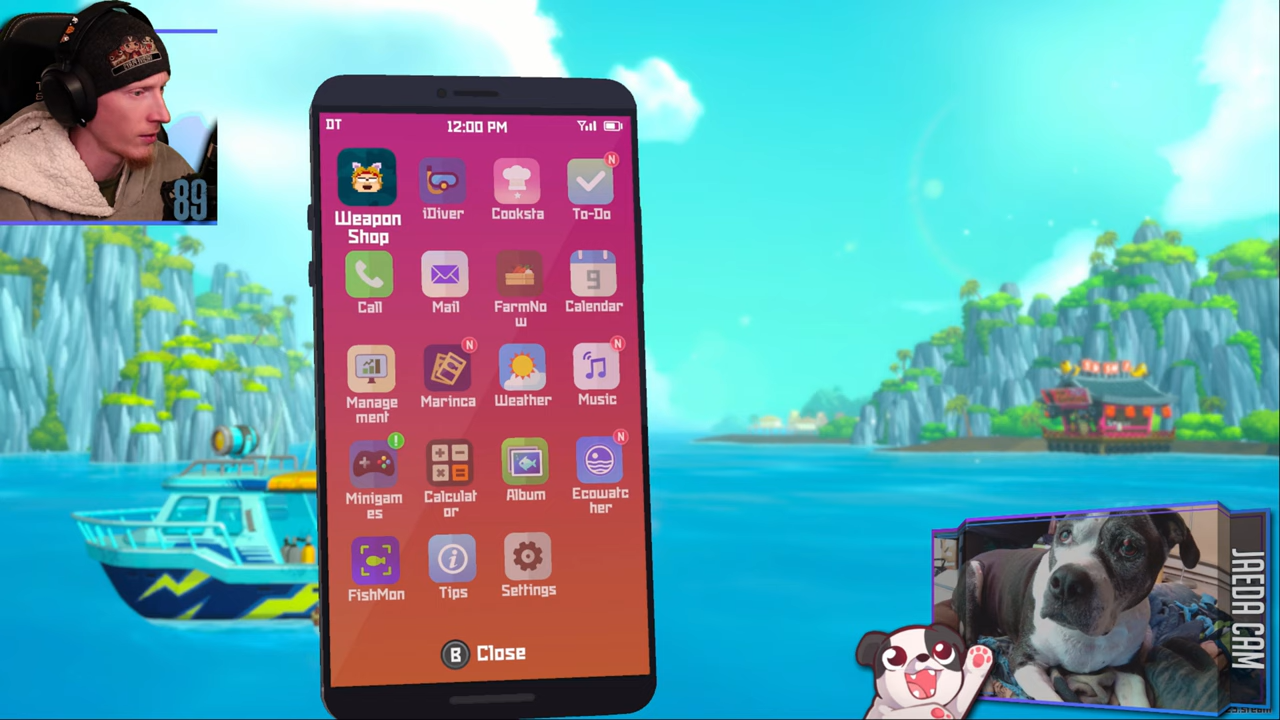 DT
12:00 PM
Weapon
Shop
iDiver
Cooksta
N
To-Do
Call
Mail
FarmNo
w
9
Calendar
Manage
ment
N
Marinca
Weather
N
Music
!
Minigam
es
Calculat
or
Album
N
Ecowatc
her
FishMon
i
Tips
Settings
B Close
89
JAEDA CAM